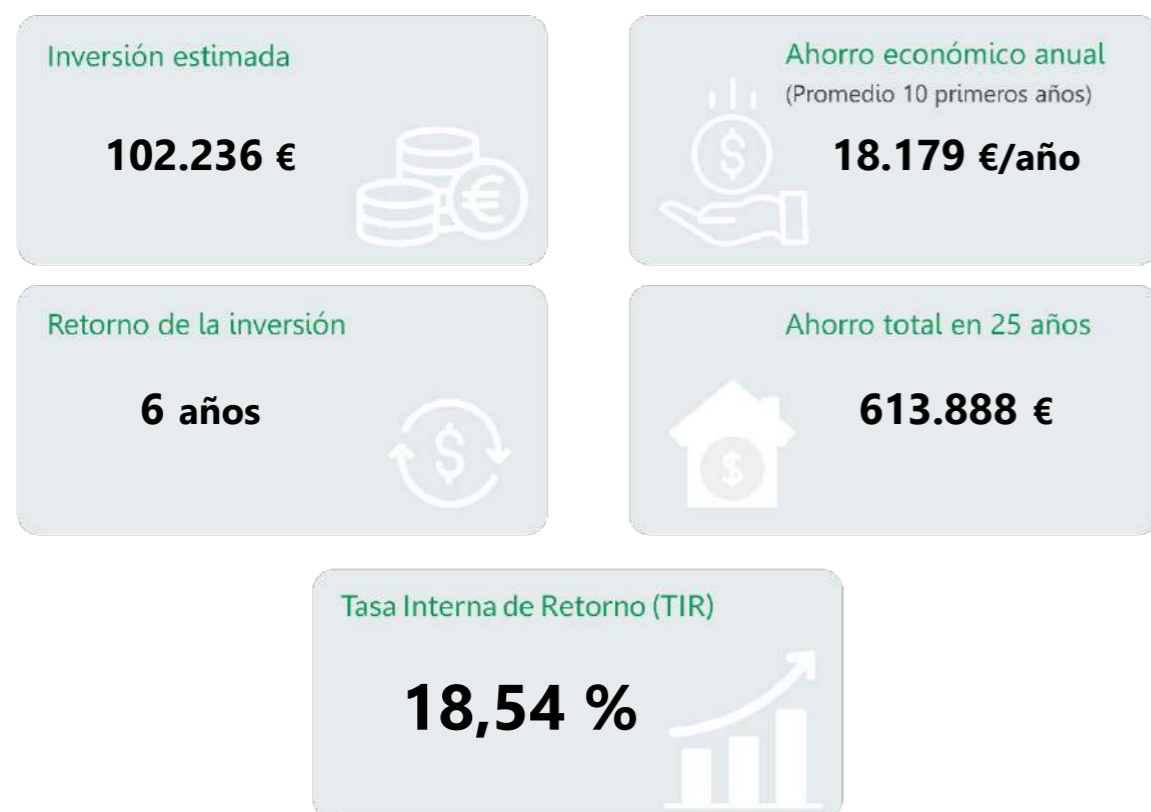 Inversión estimada
102.236 €
Ahorro económico anual
(Promedio 10 primeros años)
18.179 €/año
Retorno de la inversión
6 años
Ahorro total en 25 años
613.888 €
Tasa Interna de Retorno (TIR)
18,54 %